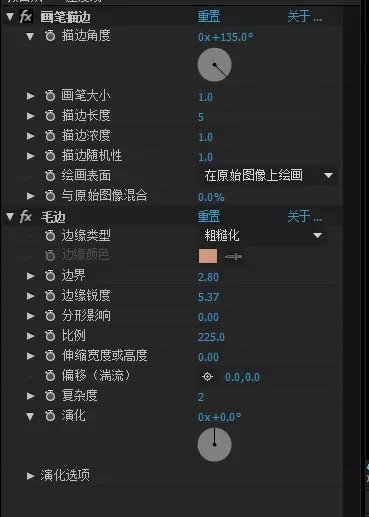 fx 画笔描边 重置 关于...
描边角度 0x+135.0°
画笔大小 1.0
描边长度 5
描边浓度 1.0
描边随机性 1.0
绘画表面 在原始图像上绘画
与原始图像混合 0.0%
fx 毛边 重置 关于...
边缘类型 粗糙化
边缘颜色
边界 2.80
边缘锐度 5.37
分形影响 0.00
比例 225.0
伸缩宽度或高度 0.00
偏移（湍流） 0.0,0.0
复杂度 2
演化 0x+0.0°
演化选项